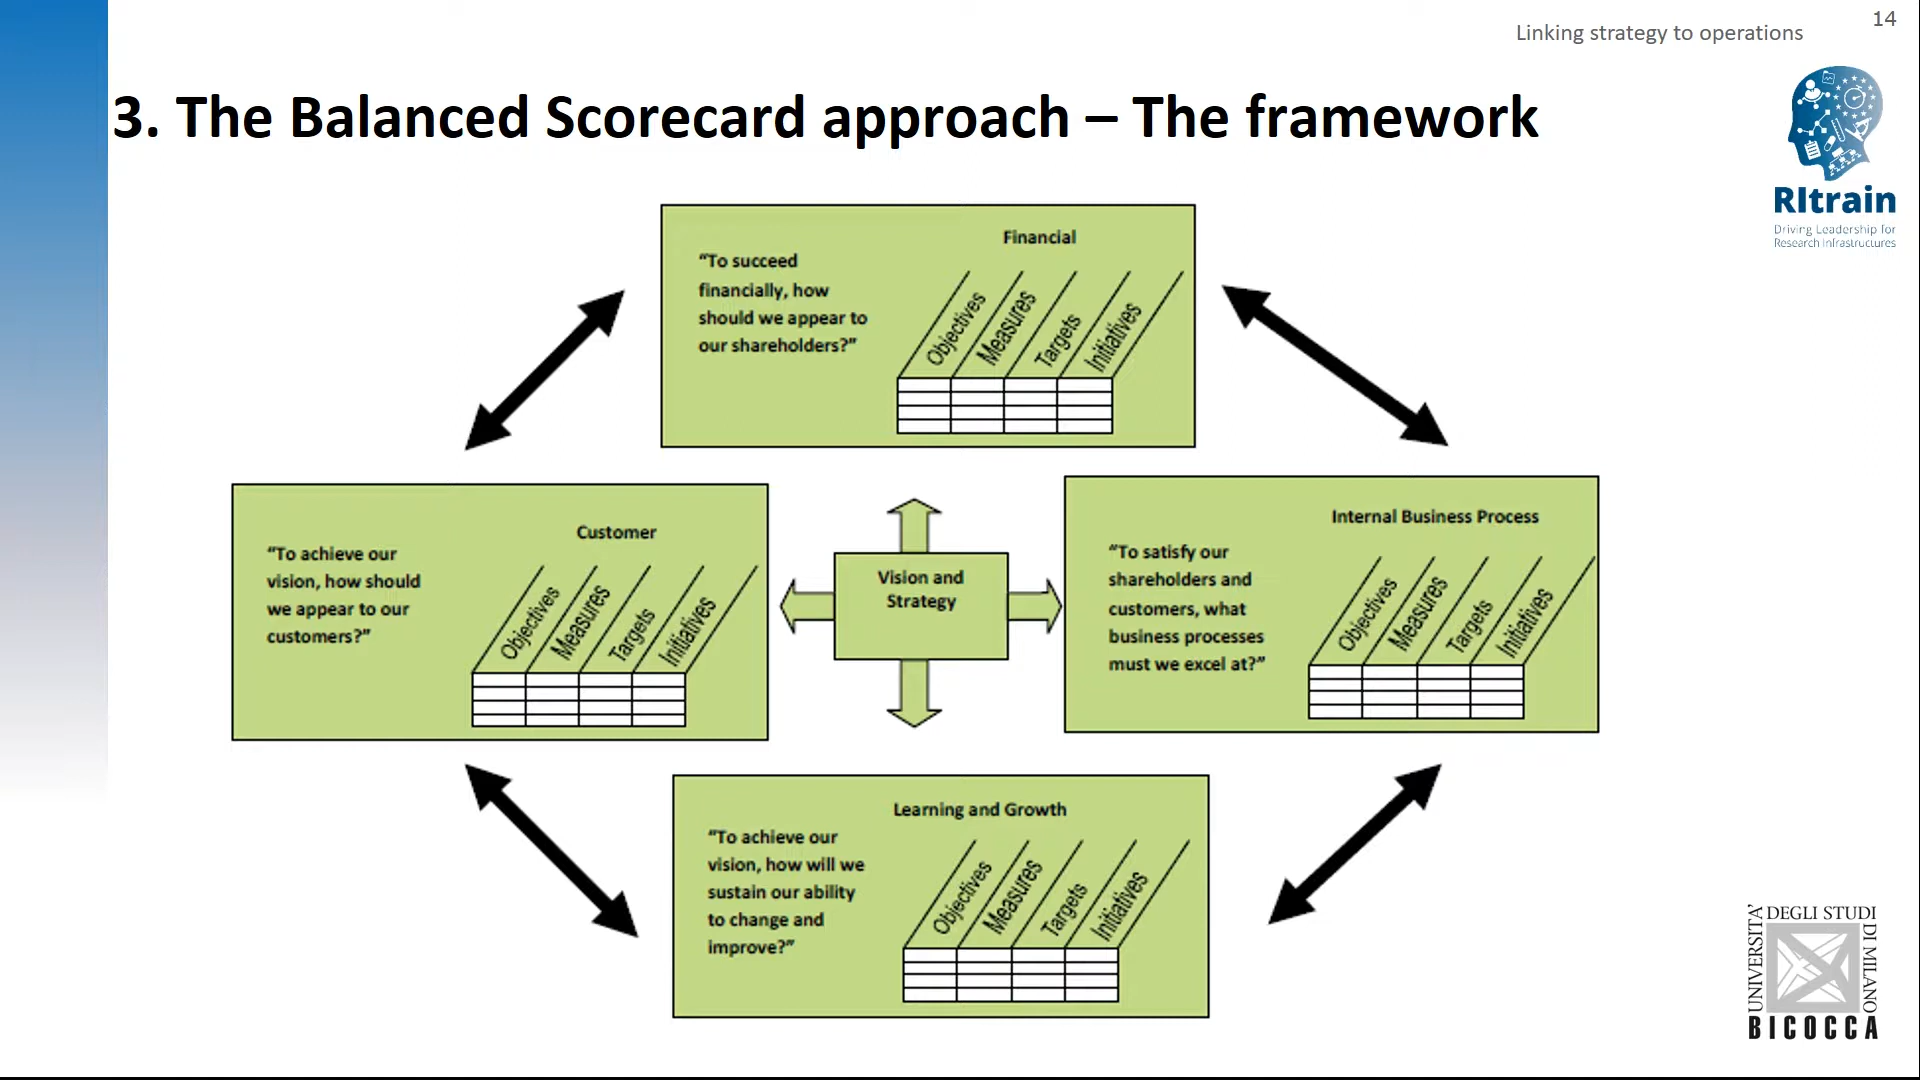 14
Linking strategy to operations
3. The Balanced Scorecard approach – The framework
RItrain
Driving Leadership for
Research Infrastructures
Financial
“To succeed
financially, how
should we appear to
our shareholders?”
Objectives
Measures
Targets
Initiatives
Customer
“To achieve our
vision, how should
we appear to our
customers?”
Objectives
Measures
Targets
Initiatives
Vision and
Strategy
Internal Business Process
“To satisfy our
shareholders and
customers, what
business processes
must we excel at?”
Objectives
Measures
Targets
Initiatives
Learning and Growth
“To achieve our
vision, how will we
sustain our ability
to change and
improve?”
Objectives
Measures
Targets
Initiatives
UNIVERSITA'
DEGLI STUDI
DI MILANO
BICOCCA